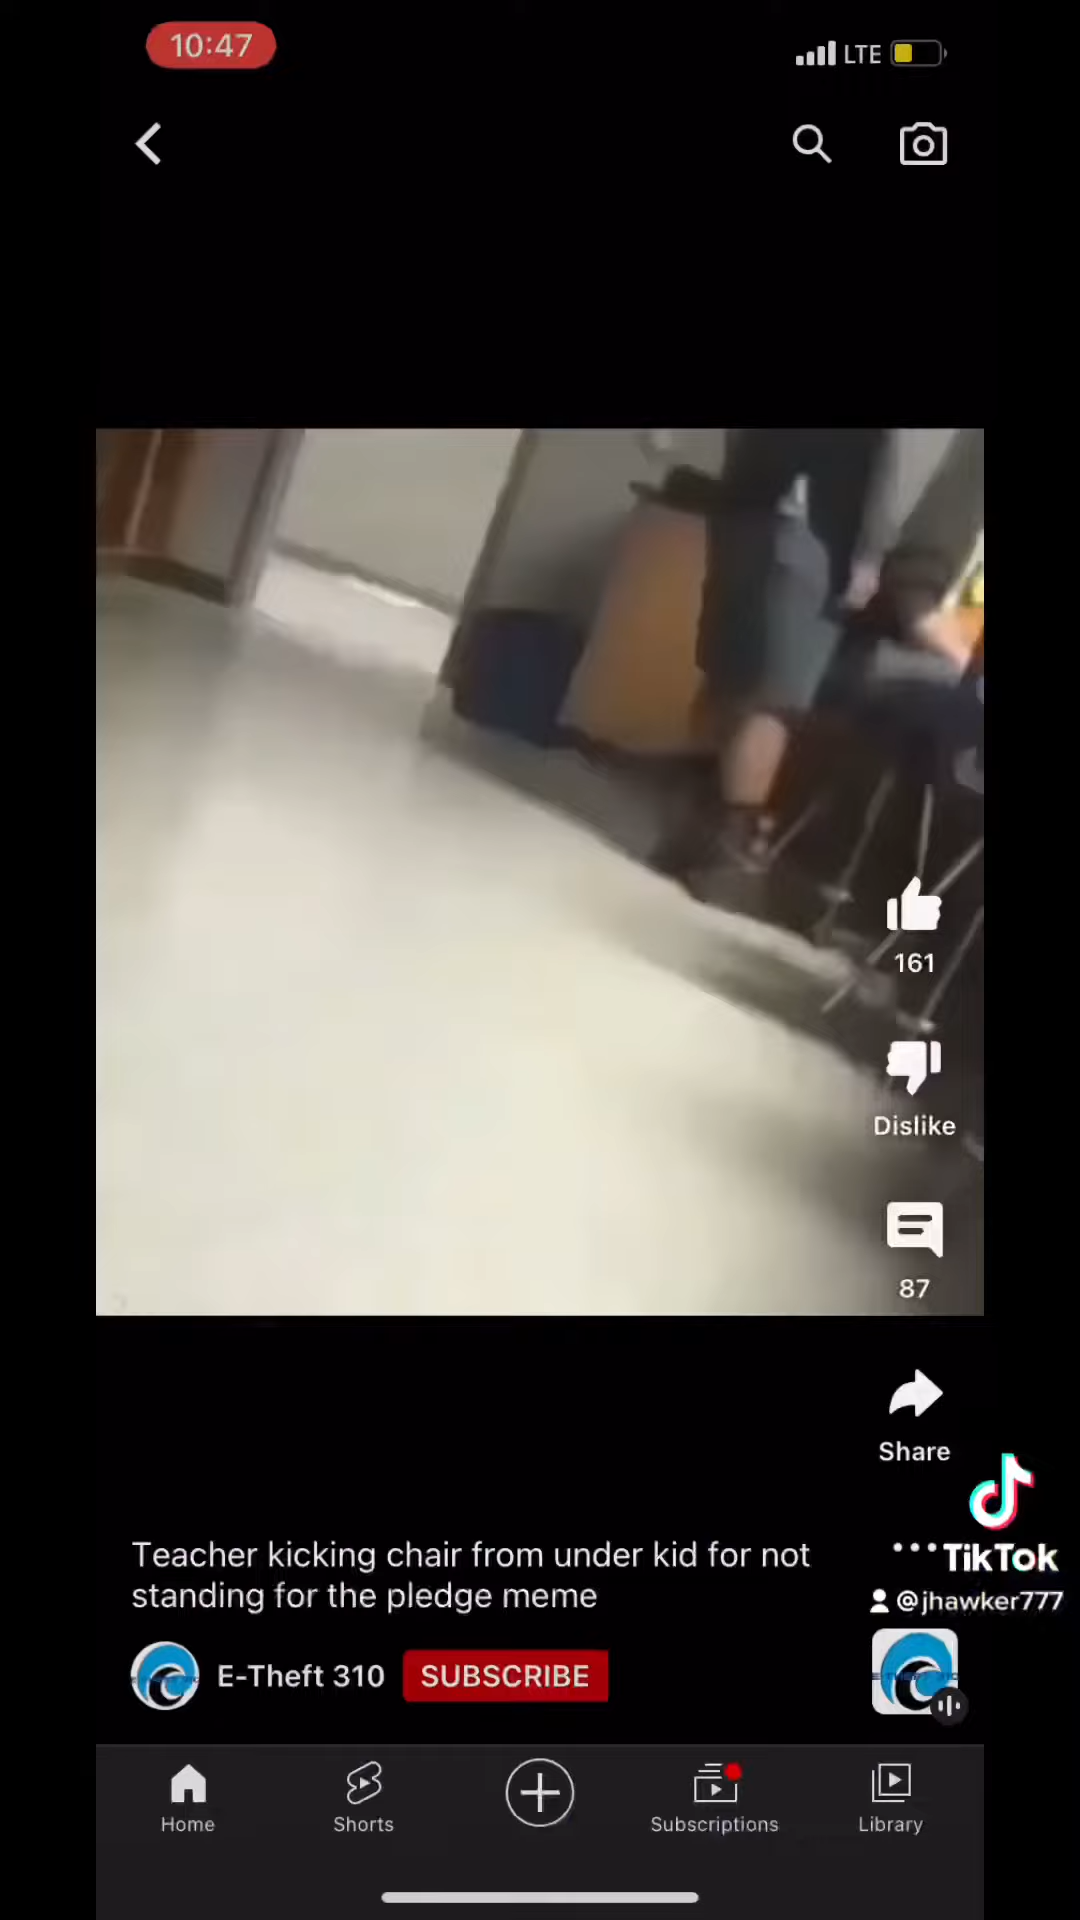 10:47
LTE
161
Dislike
87
Share
Teacher kicking chair from under kid for not
standing for the pledge meme
TikTok
@jhawker777
E-Theft 310
SUBSCRIBE
Home
Shorts
Subscriptions
Library